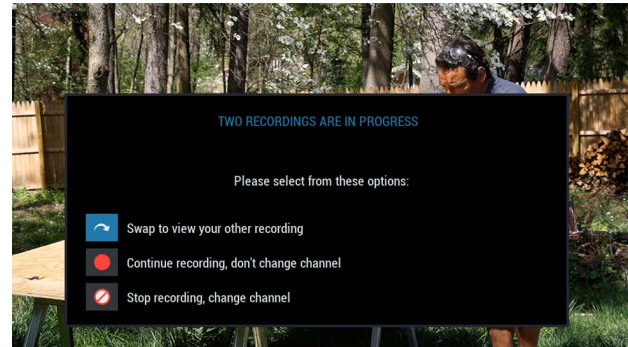 TWO RECORDINGS ARE IN PROGRESS
Please select from these options:
Swap to view your other recording
Continue recording, don't change channel
Stop recording, change channel